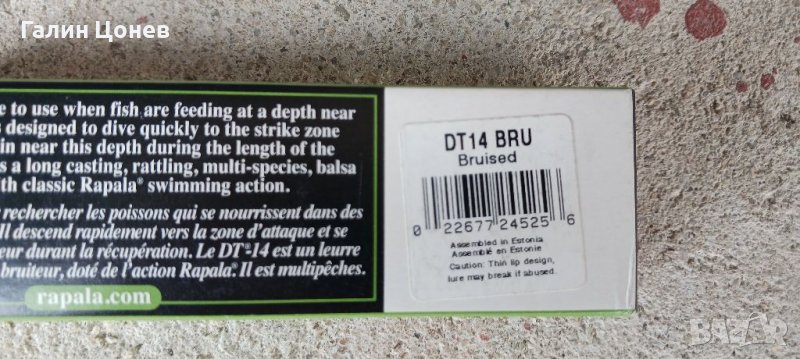 Галин Цонев
e to use when fish are feeding at a depth near
s designed to dive quickly to the strike zone
in near this depth during the length of the
s a long casting, rattling, multi-species, balsa
th classic Rapala® swimming action.
rechercher les poissons qui se nourrissent dans des
Il descend rapidement vers la zone d'attaque et se
eur durant la récupération. Le DT®-14 est un leurre
bruiteur, doté de l'action Rapala®. Il est multipêches.
rapala.com
DT14 BRU
Bruised
0 22677 24525 6
Assembled in Estonia
Assemblé en Estonie
Caution: Thin lip design,
lure may break if abused.
BAZAR